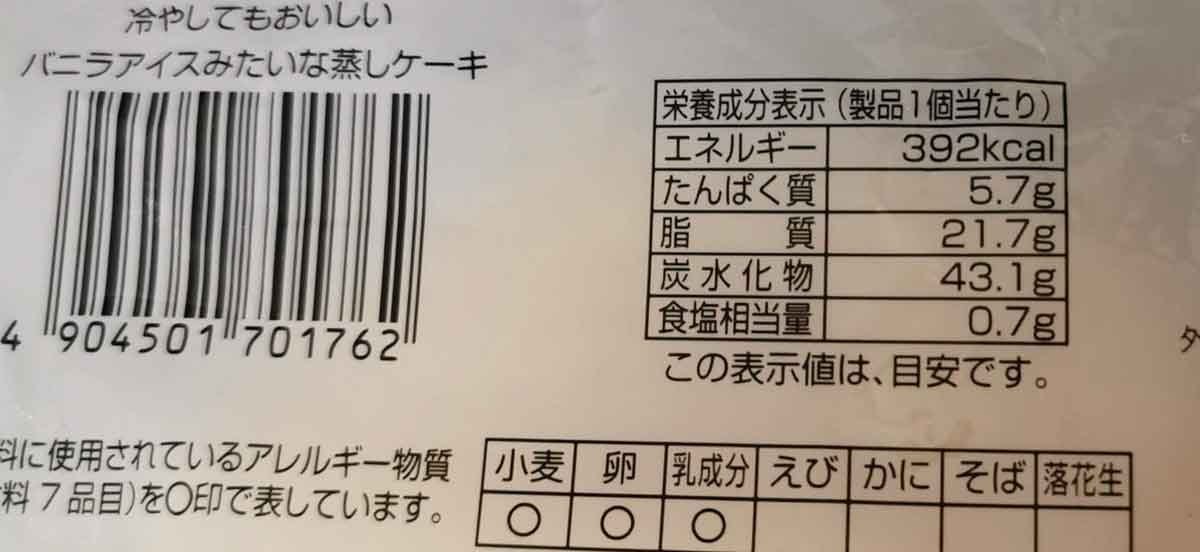 冷やしてもおいしい
バニラアイスみたいな蒸しケーキ
4 904501 701762
栄養成分表示（製品1個当たり）
エネルギー 392kcal
たんぱく質 5.7g
脂質 21.7g
炭水化物 43.1g
食塩相当量 0.7g
この表示値は、目安です。
料に使用されているアレルギー物質
料7品目)を〇印で表しています。
小麦 卵 乳成分 えび かに そば 落花生
〇 〇 〇